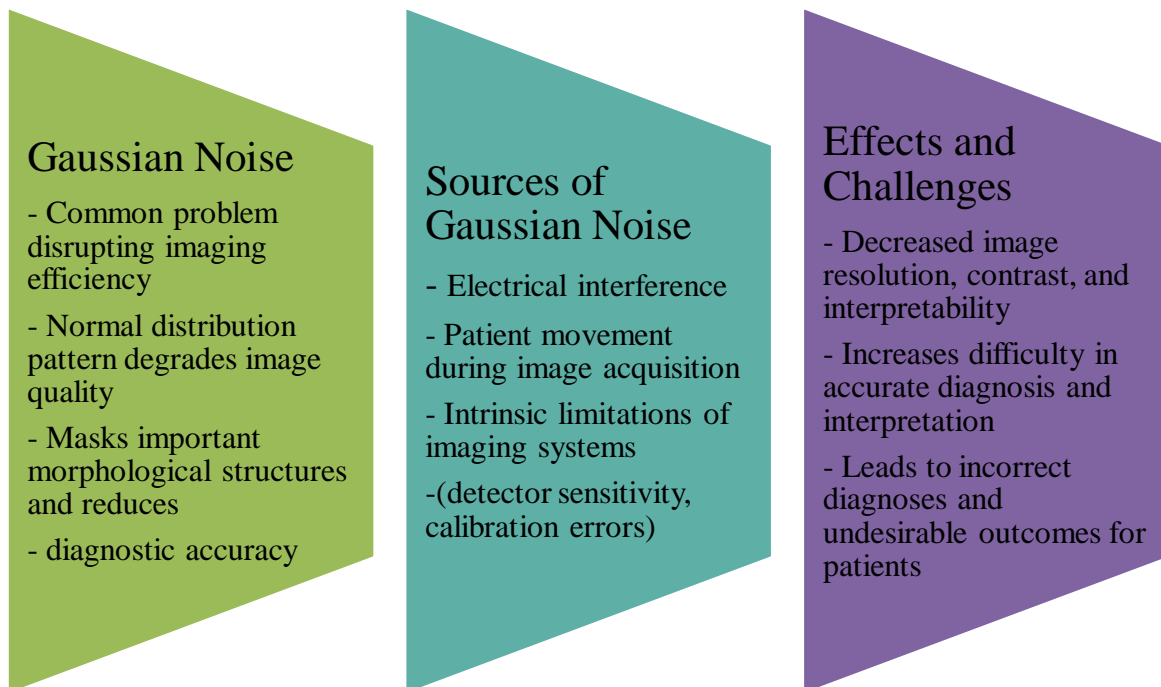 Gaussian Noise
- Common problem
disrupting imaging
efficiency
- Normal distribution
pattern degrades image
quality
- Masks important
morphological structures
and reduces
- diagnostic accuracy
Sources of
Gaussian Noise
- Electrical interference
- Patient movement
during image acquisition
- Intrinsic limitations of
imaging systems
-(detector sensitivity,
calibration errors)
Effects and
Challenges
- Decreased image
resolution, contrast, and
interpretability
- Increases difficulty in
accurate diagnosis and
interpretation
- Leads to incorrect
diagnoses and
undesirable outcomes for
patients